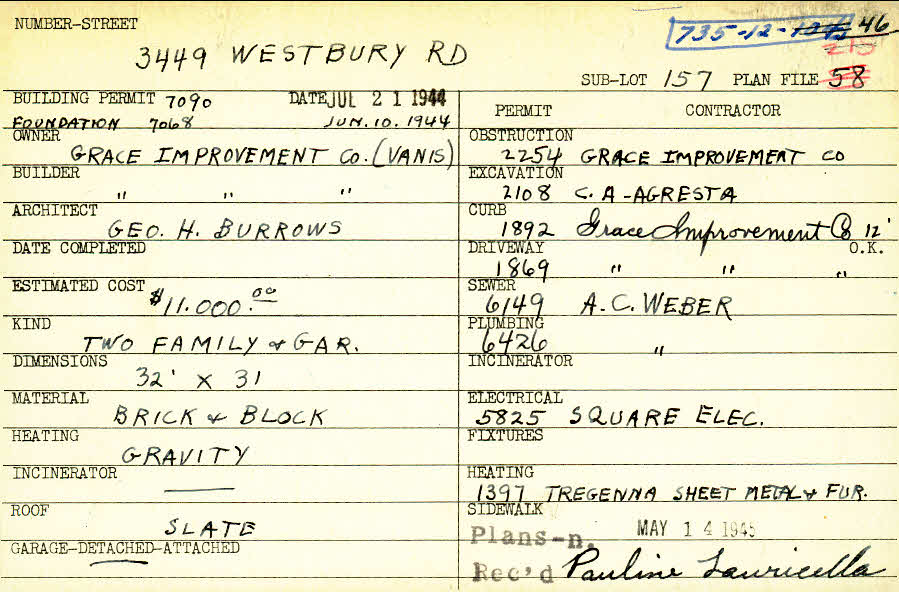 NUMBER-STREET
735-12-
46
215
3449 WESTBURY RD
SUB-LOT 157 PLAN FILE 58
BUILDING PERMIT 7090 DATE JUL 21 1944
FOUNDATION 7068 JUN. 10. 1944
OWNER
GRACE IMPROVEMENT CO. (VANIS)
BUILDER
" " "
ARCHITECT
GEO. H. BURROWS
DATE COMPLETED
ESTIMATED COST
$11.000.00
KIND
TWO FAMILY & GAR.
DIMENSIONS
32' X 31
MATERIAL
BRICK & BLOCK
HEATING
GRAVITY
INCINERATOR
ROOF
SLATE
GARAGE-DETACHED-ATTACHED
PERMIT CONTRACTOR
OBSTRUCTION
2254 GRACE IMPROVEMENT CO
EXCAVATION
2108 C. A-AGRESTA
CURB
1892 Grace Improvement Co 12'
DRIVEWAY O.K.
1869 " " "
SEWER
6149 A.C. WEBER
PLUMBING
6426 "
INCINERATOR
ELECTRICAL
5825 SQUARE ELEC.
FIXTURES
HEATING
1397 TREGENNA SHEET METAL & FUR.
SIDEWALK
Plans-n. MAY 14 1945
Rec'd Pauline Lauricella